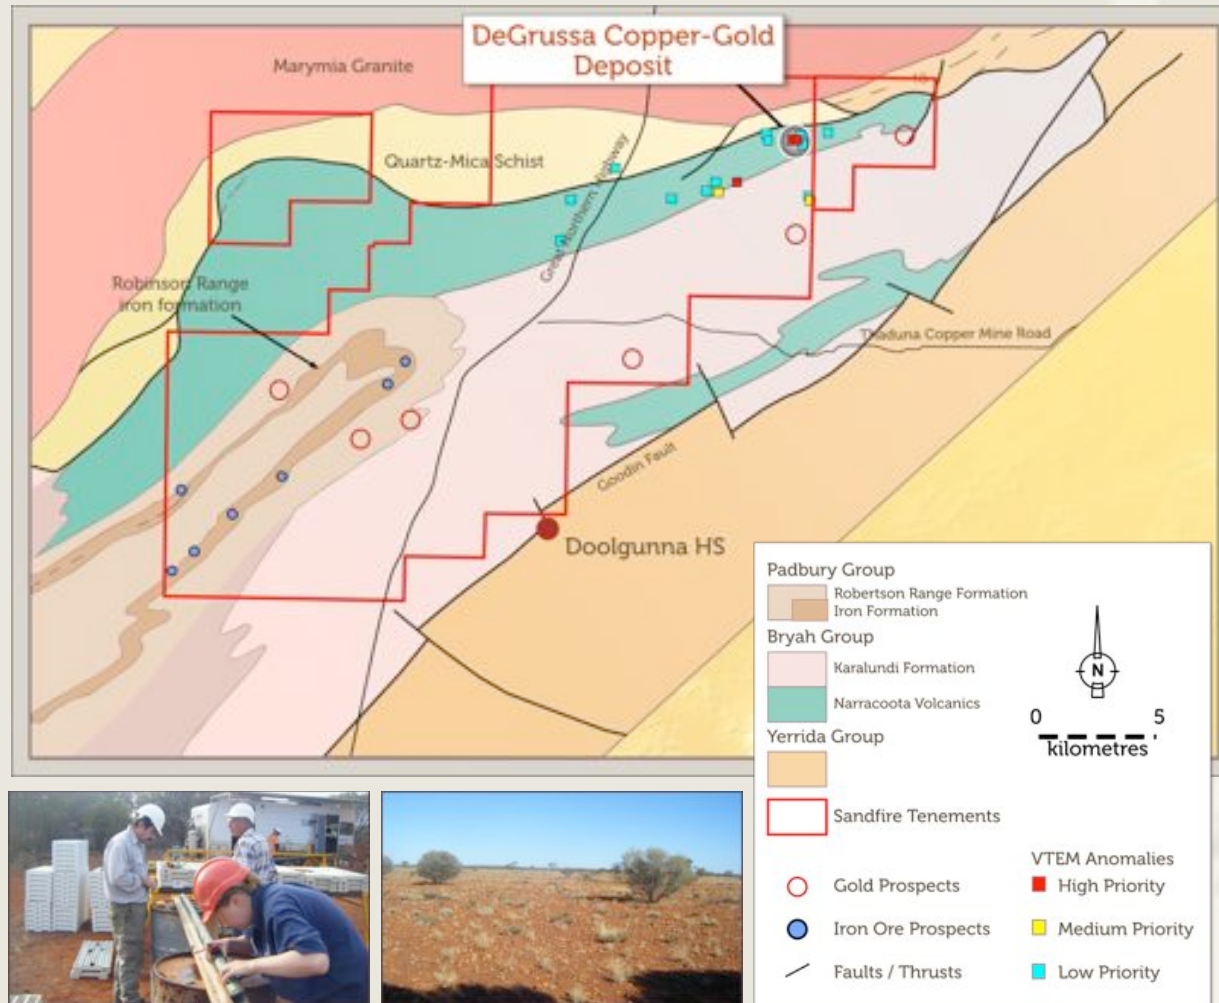 DeGrussa Copper-Gold
Deposit
Marymia Granite
Quartz-Mica Schist
Great Northern Highway
Robinson Range
iron formation
Thaduna Copper Mine Road
Goodin Fault
Doolgunna HS
Padbury Group
Robertson Range Formation
Iron Formation
Bryah Group
Karalundi Formation
Narracoota Volcanics
Yerrida Group
Sandfire Tenements
N
0 5
kilometres
Gold Prospects
Iron Ore Prospects
Faults / Thrusts
VTEM Anomalies
High Priority
Medium Priority
Low Priority